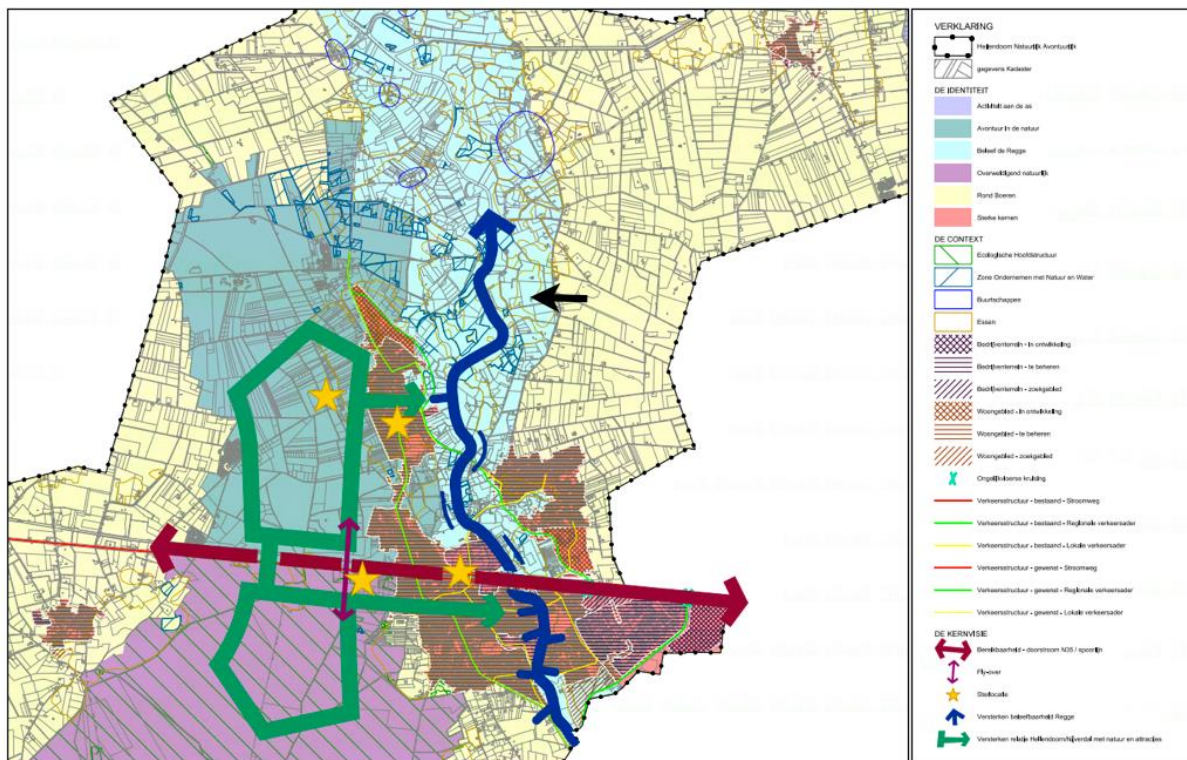 VERKLARING
Hellendoorn Natuurlijk Avontuurlijk
gegevens Kadaster
DE IDENTITEIT
Activiteit aan de as
Avontuur in de natuur
Beleef de Regge
Overweldigend natuurlijk
Rond Boeren
Sterke kernen
DE CONTEXT
Ecologische Hoofdstructuur
Zone Ondernemen met Natuur en Water
Buurtschappen
Essen
Bedrijventerrein - in ontwikkeling
Bedrijventerrein - te beheren
Bedrijventerrein - zoekgebied
Woongebied - in ontwikkeling
Woongebied - te beheren
Woongebied - zoekgebied
Ongelijkvloerse kruising
Verkeersstructuur - bestaand - Stroomweg
Verkeersstructuur - bestaand - Regionale verkeersader
Verkeersstructuur - bestaand - Lokale verkeersader
Verkeersstructuur - gewenst - Stroomweg
Verkeersstructuur - gewenst - Regionale verkeersader
Verkeersstructuur - gewenst - Lokale verkeersader
DE KERNVISIE
Bereikbaarheid - doorstroom N35 / spoorlijn
Fly-over
Sleutlocatie
Versterken beleefbaarheid Regge
Versterken relatie Hellendoorn/Nijverdal met natuur en attracties